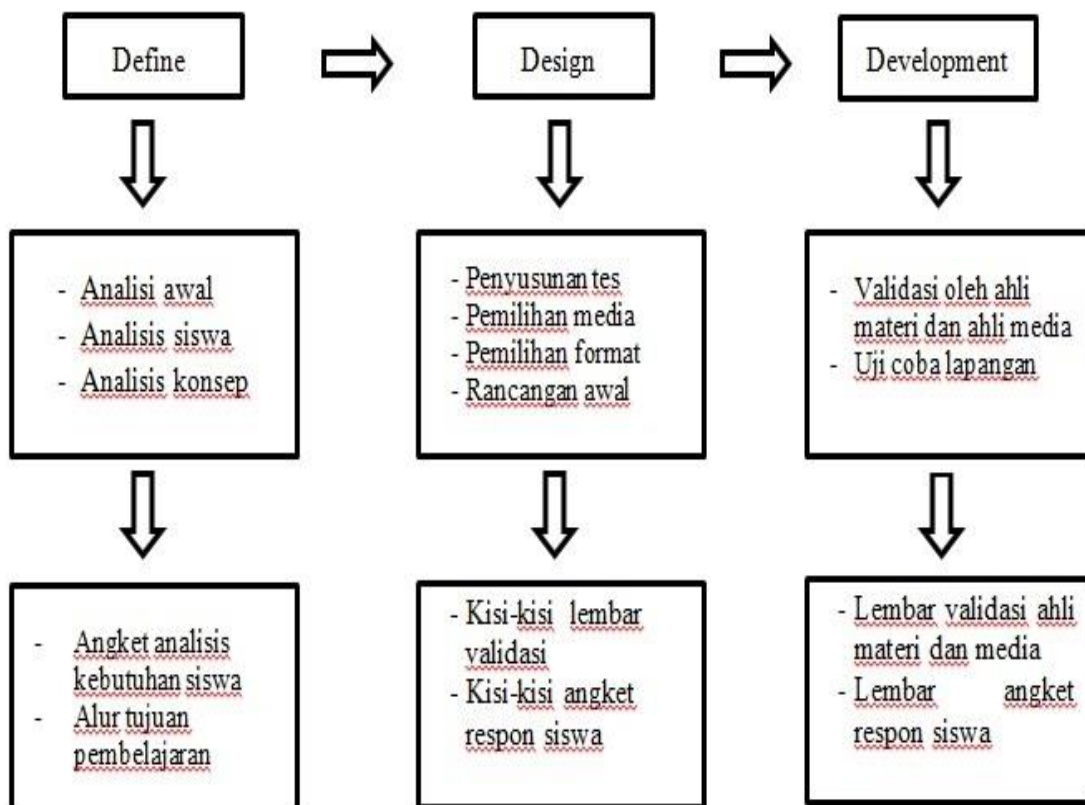 Define
Design
Development
- Analisi awal
- Analisis siswa
- Analisis konsep
- Penyusunan tes
- Pemilihan media
- Pemilihan format
- Rancangan awal
- Validasi oleh ahli
materi dan ahli media
- Uji coba lapangan
- Angket analisis
kebutuhan siswa
- Alur tujuan
pembelajaran
- Kisi-kisi lembar
validasi
- Kisi-kisi angket
respon siswa
- Lembar validasi ahli
materi dan media
- Lembar angket
respon siswa